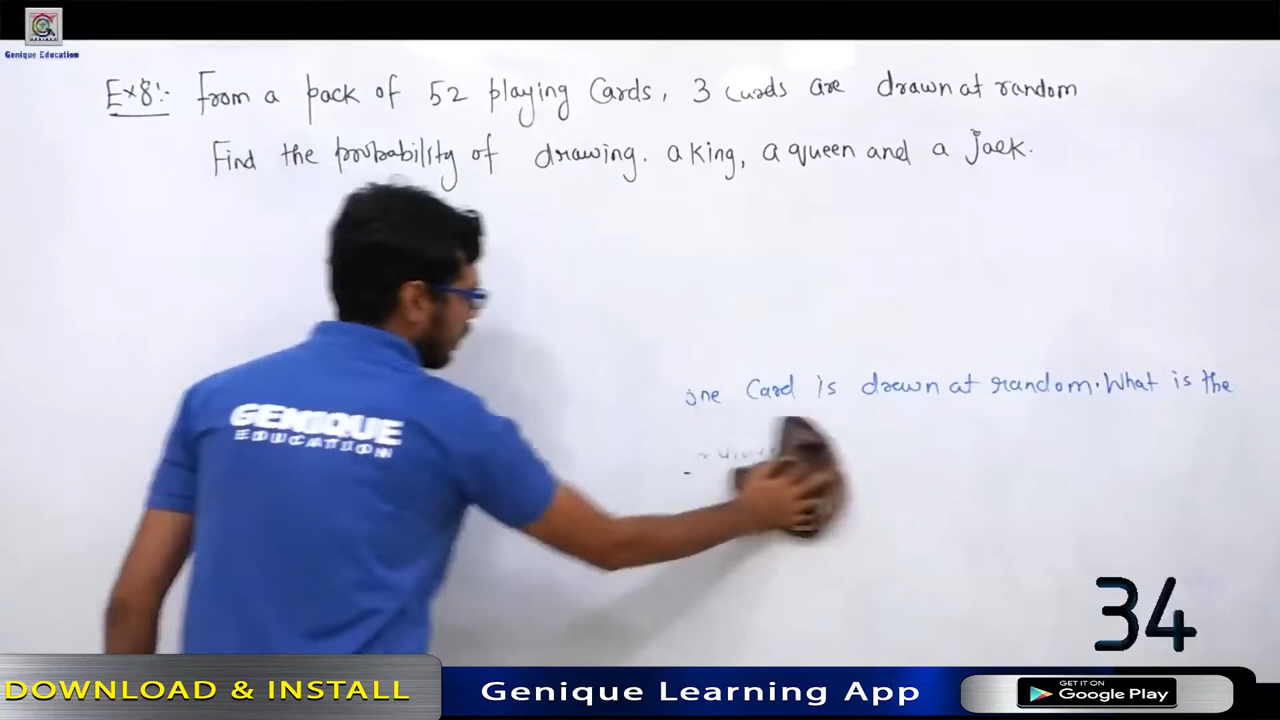 Genique Education
Ex8:- From a pack of 52 playing Cards, 3 cards are drawn at random
Find the probability of drawing. a king, a queen and a Jack.
one Card is drawn at random. What is the
GENIQUE
EDUCATION
34
DOWNLOAD & INSTALL
Genique Learning App
GET IT ON
Google Play